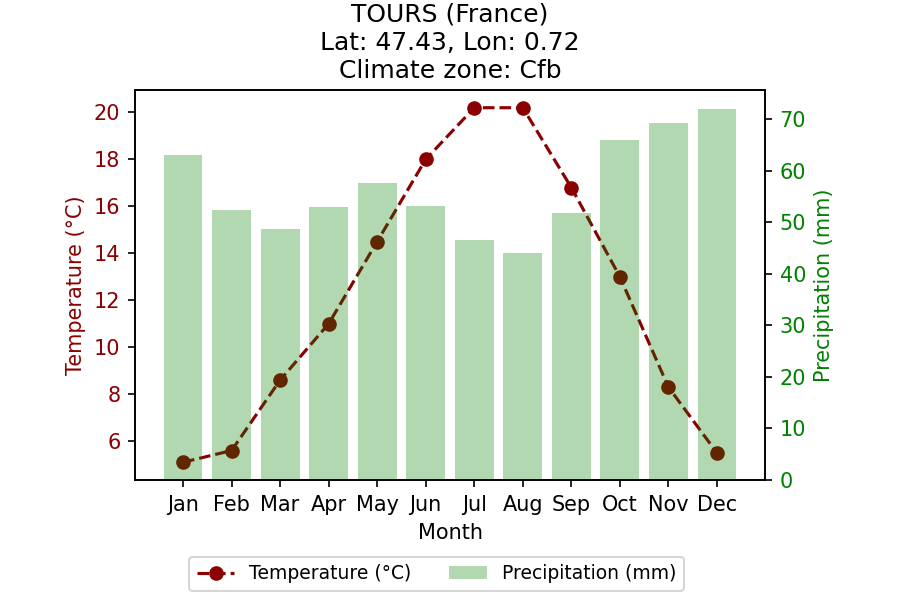 TOURS (France)
Lat: 47.43, Lon: 0.72
Climate zone: Cfb
20
18
16
14
12
10
8
6
Temperature (°C)
70
60
50
40
30
20
10
0
Precipitation (mm)
Jan Feb Mar Apr May Jun Jul Aug Sep Oct Nov Dec
Month
Temperature (°C) Precipitation (mm)